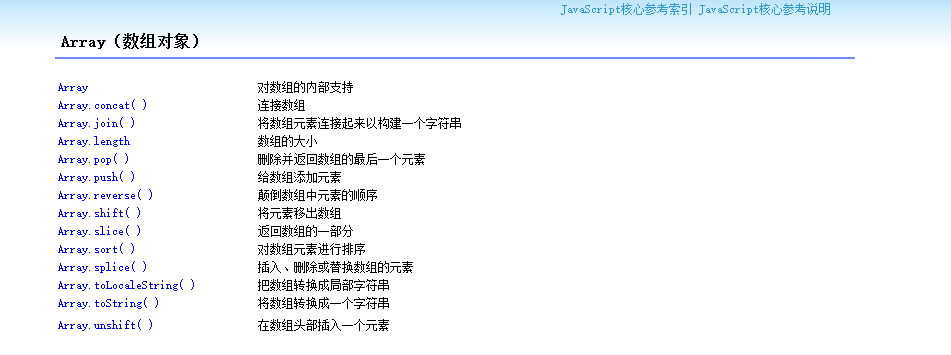 JavaScript核心参考索引 JavaScript核心参考说明
Array（数组对象）
Array 对数组的内部支持
Array.concat( ) 连接数组
Array.join( ) 将数组元素连接起来以构建一个字符串
Array.length 数组的大小
Array.pop( ) 删除并返回数组的最后一个元素
Array.push( ) 给数组添加元素
Array.reverse( ) 颠倒数组中元素的顺序
Array.shift( ) 将元素移出数组
Array.slice( ) 返回数组的一部分
Array.sort( ) 对数组元素进行排序
Array.splice( ) 插入、删除或替换数组的元素
Array.toLocaleString( ) 把数组转换成局部字符串
Array.toString( ) 将数组转换成一个字符串
Array.unshift( ) 在数组头部插入一个元素